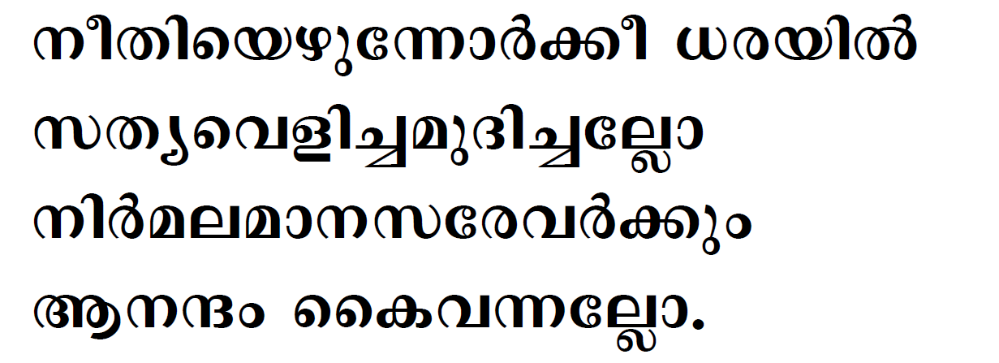 നീതിയെഴുന്നോർക്കീ ധരയിൽ
സത്യവെളിച്ചമുദിച്ചല്ലോ
നിർമലമാനസരേവർക്കും
ആനന്ദം കൈവന്നല്ലോ.